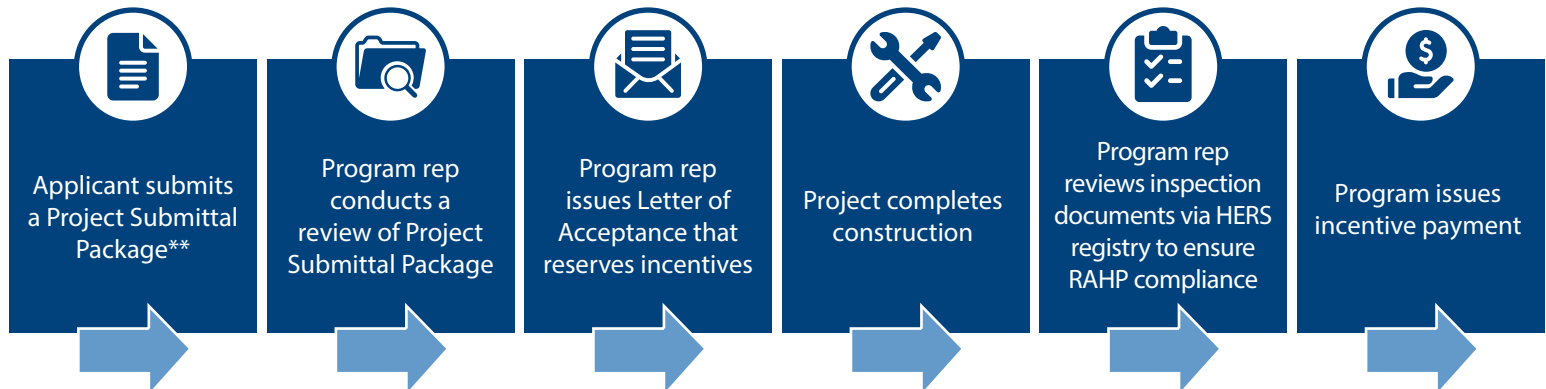 Applicant submits
a Project Submittal
Package**
Program rep
conducts a
review of Project
Submittal Package
Program rep
issues Letter of
Acceptance that
reserves incentives
Project completes
construction
Program rep
reviews inspection
documents via HERS
registry to ensure
RAHP compliance
$
Program issues
incentive payment